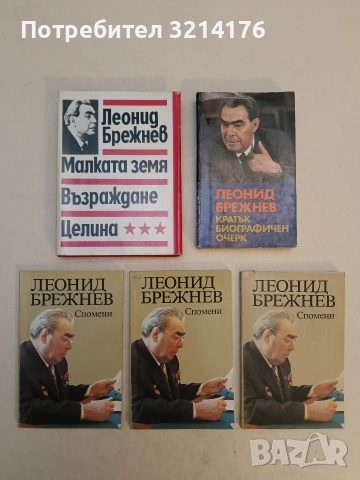 Потребител 3214176
Леонид
Брежнев
Малката земя
Възраждане
Целина ★★★
ЛЕОНИД
БРЕЖНЕВ
КРАТЪК
БИОГРАФИЧЕН
ОЧЕРК
ЛЕОНИД
БРЕЖНЕВ
Спомени
ЛЕОНИД
БРЕЖНЕВ
Спомени
ЛЕОНИД
БРЕЖНЕВ
Спомени
BAZAR